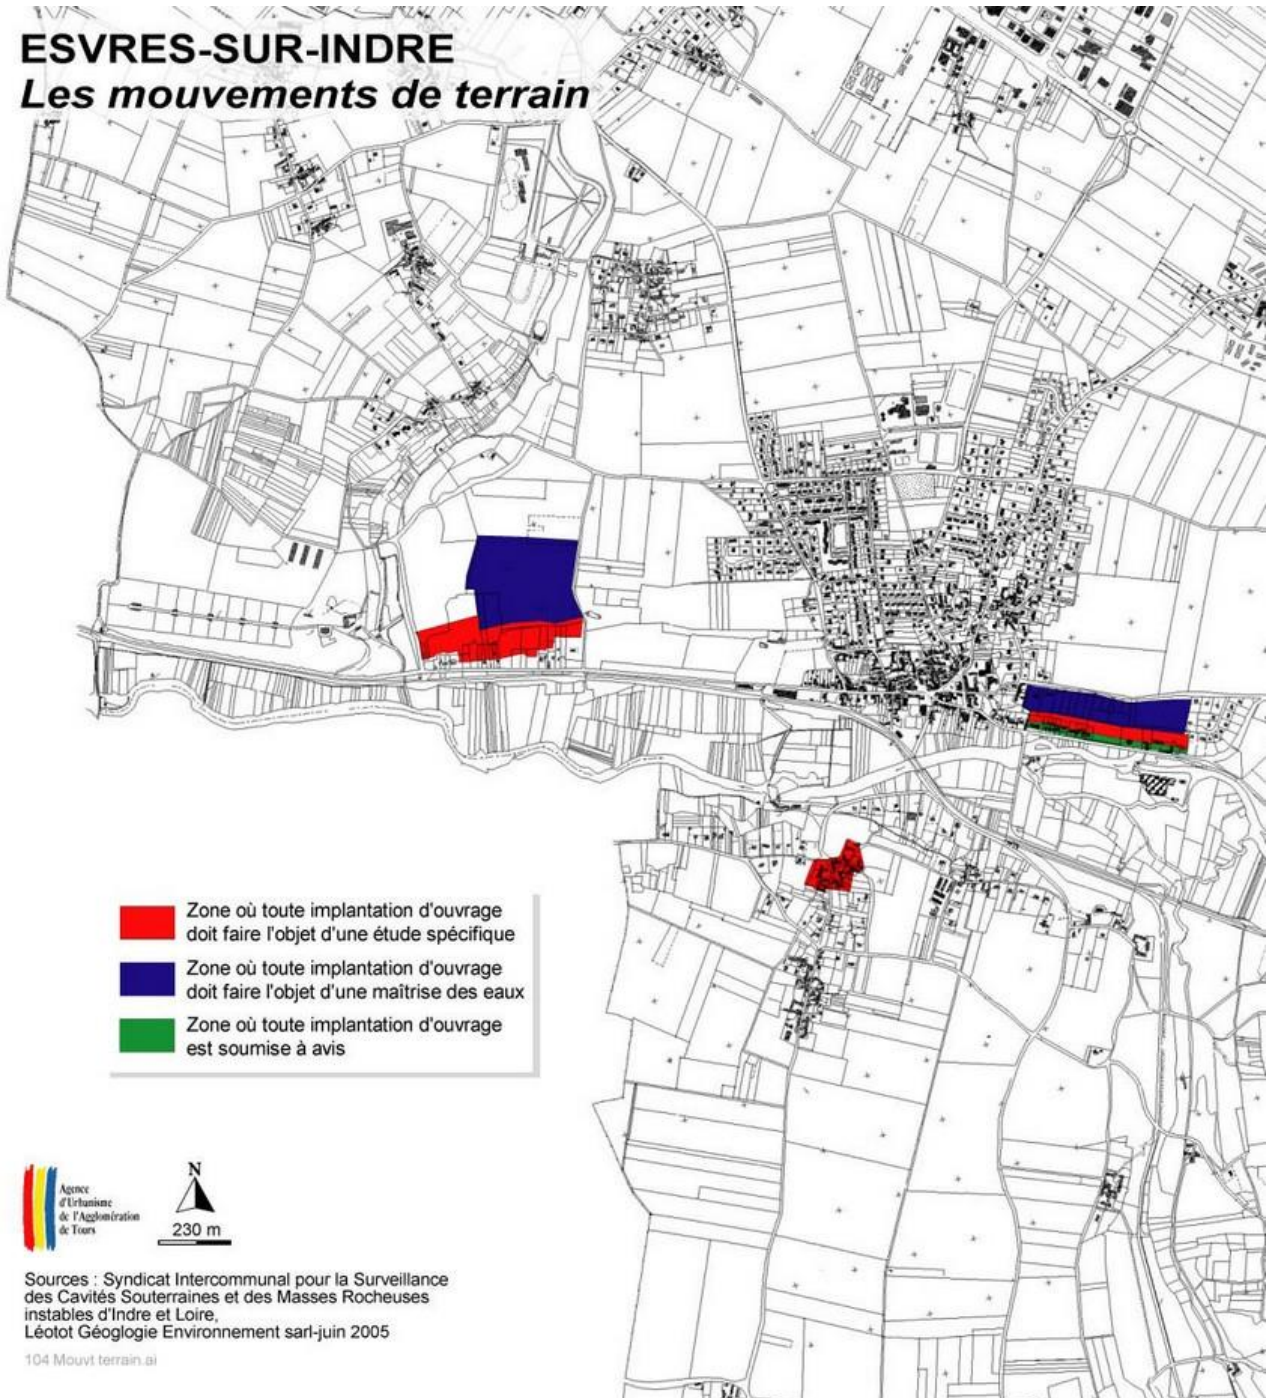 ESVRES-SUR-INDRE
Les mouvements de terrain
Zone où toute implantation d'ouvrage
doit faire l'objet d'une étude spécifique
Zone où toute implantation d'ouvrage
doit faire l'objet d'une maîtrise des eaux
Zone où toute implantation d'ouvrage
est soumise à avis
Agence
d'Urbanisme
de l'Agglomération
de Tours
N
230 m
Sources : Syndicat Intercommunal pour la Surveillance
des Cavités Souterraines et des Masses Rocheuses
instables d'Indre et Loire,
Léotot Géoglogie Environnement sarl-juin 2005
104 Mouvt terrain.ai